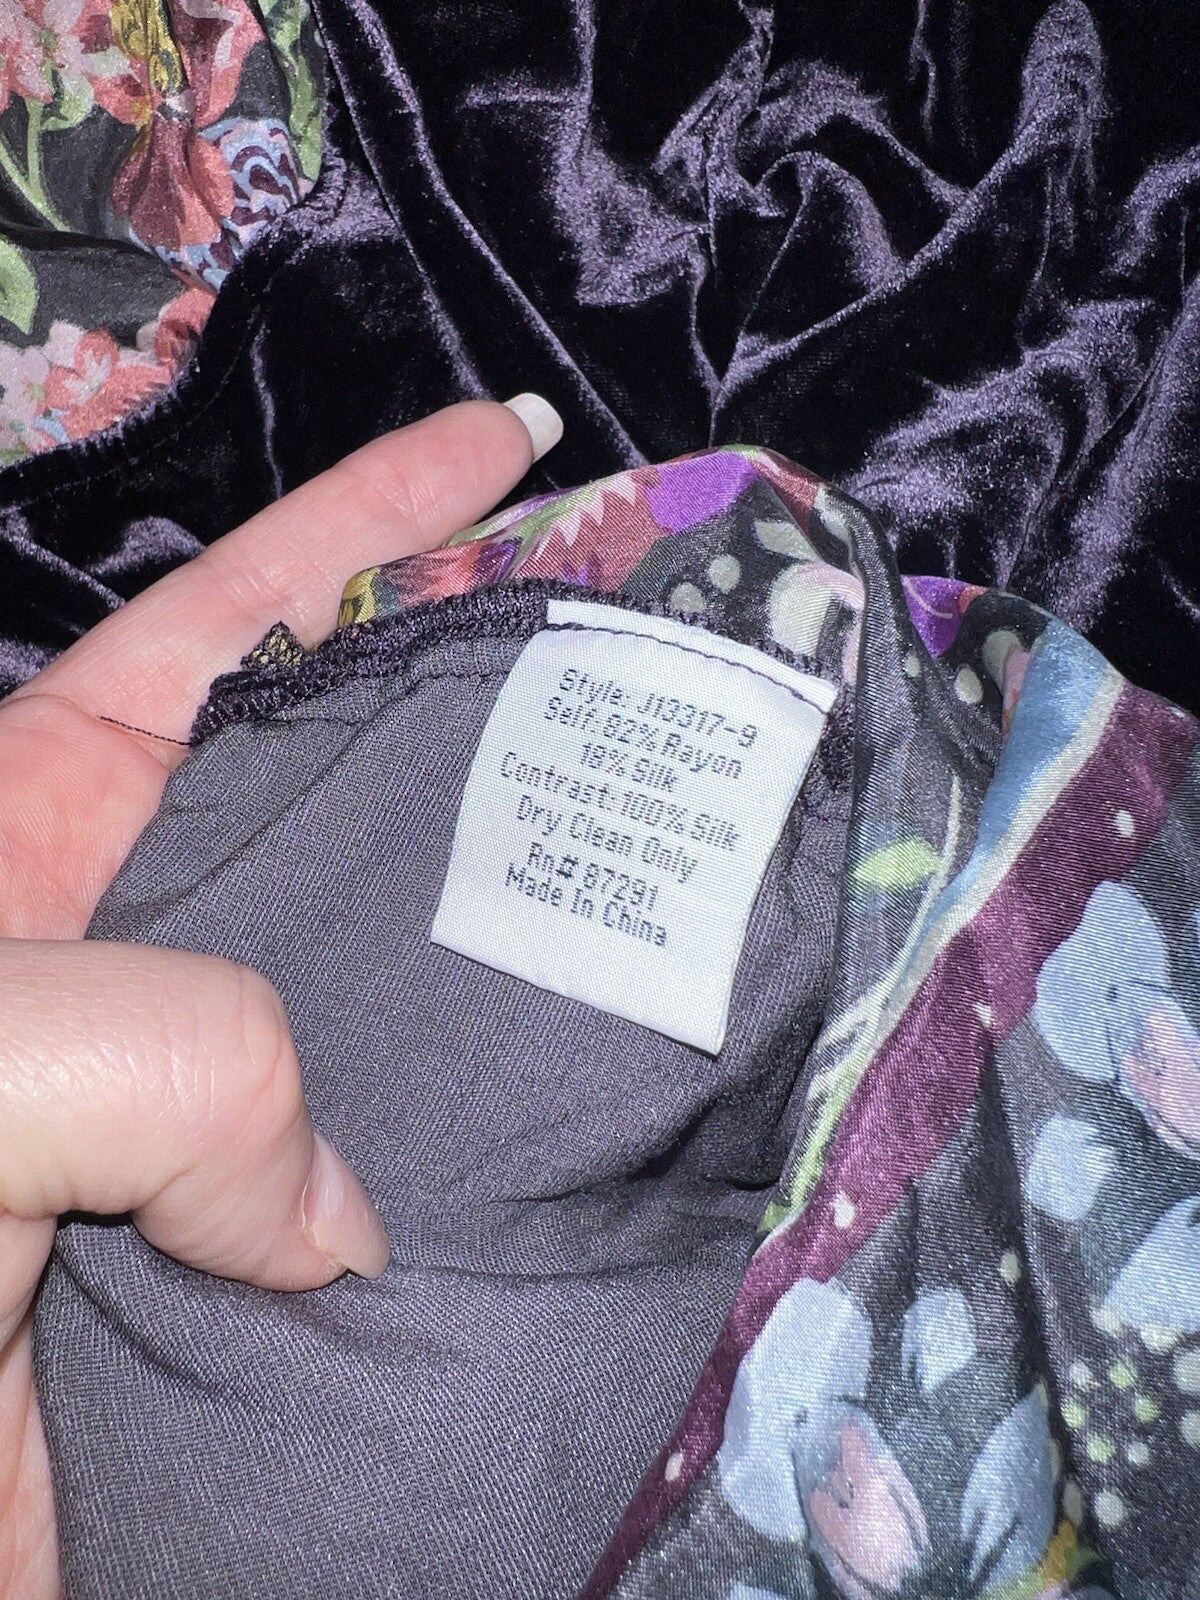 Style: J13317-9
Self: 82% Rayon
18% Silk
Contrast: 100% Silk
Dry Clean Only
Rn# 87291
Made In China